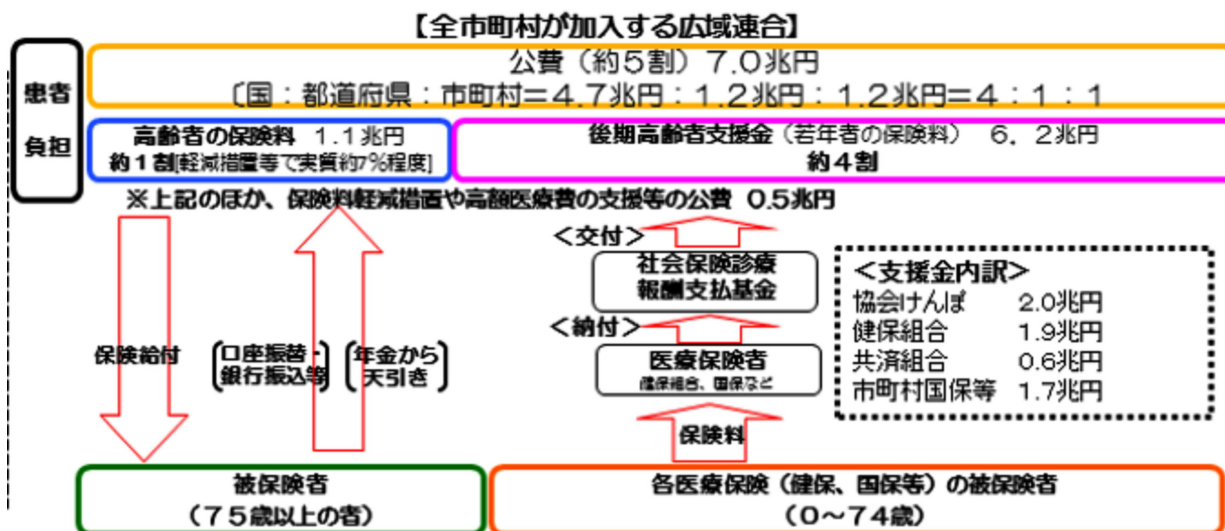 【全市町村が加入する広域連合】
患者
負担
公費（約５割）７.０兆円
〔国：都道府県：市町村＝４.７兆円：１.２兆円：１.２兆円＝４：１：１
高齢者の保険料 1.1兆円
約１割[軽減措置等で実質約7％程度]
後期高齢者支援金（若年者の保険料） ６．２兆円
約４割
※上記のほか、保険料軽減措置や高額医療費の支援等の公費 0.5兆円
＜交付＞
社会保険診療
報酬支払基金
＜納付＞
医療保険者
健保組合、国保など
保険料
保険給付
口座振替・
銀行振込等
年金から
天引き
＜支援金内訳＞
協会けんぽ 2.0兆円
健保組合 1.9兆円
共済組合 0.6兆円
市町村国保等 1.7兆円
被保険者
（７５歳以上の者）
各医療保険（健保、国保等）の被保険者
（０～７４歳）